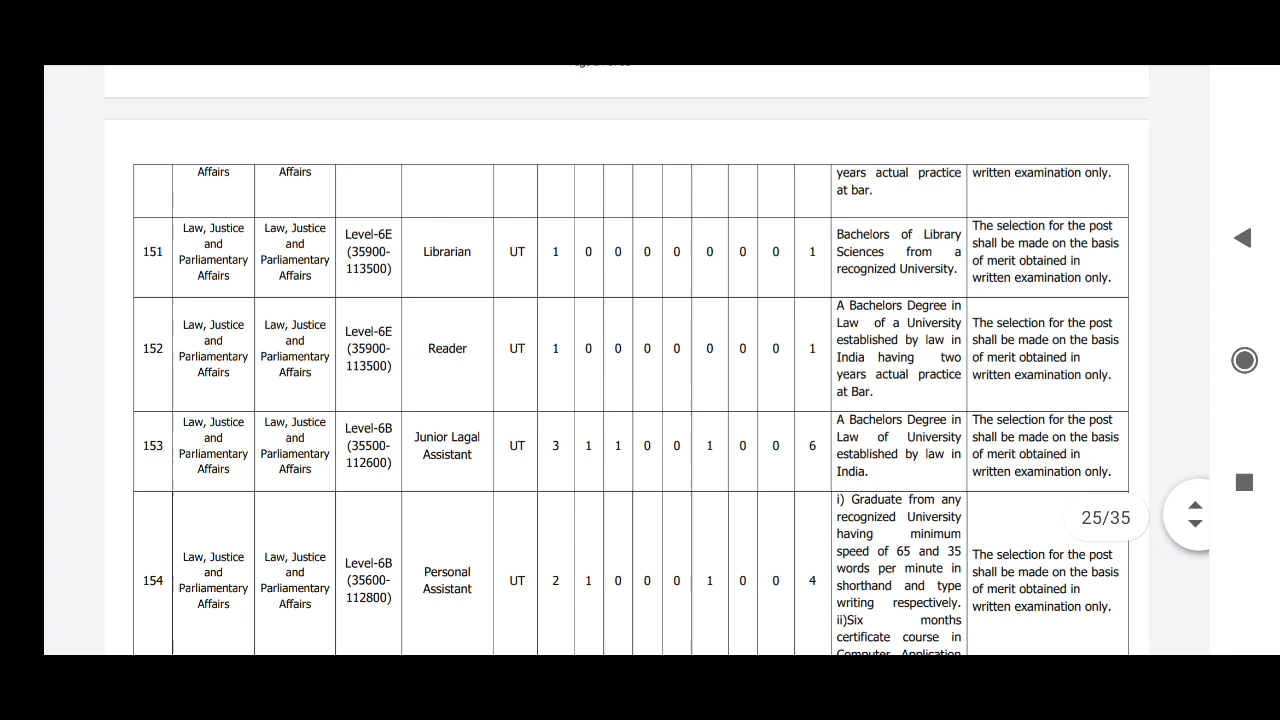 Affairs Affairs years actual practice written examination only.
at bar.
151 Law, Justice and Parliamentary Affairs Law, Justice and Parliamentary Affairs Level-6E (35900-113500) Librarian UT 1 0 0 0 0 0 0 0 1 Bachelors of Library Sciences from a recognized University. The selection for the post shall be made on the basis of merit obtained in written examination only.
152 Law, Justice and Parliamentary Affairs Law, Justice and Parliamentary Affairs Level-6E (35900-113500) Reader UT 1 0 0 0 0 0 0 0 1 A Bachelors Degree in Law of a University established by law in India having two years actual practice at Bar. The selection for the post shall be made on the basis of merit obtained in written examination only.
153 Law, Justice and Parliamentary Affairs Law, Justice and Parliamentary Affairs Level-6B (35500-112600) Junior Lagal Assistant UT 3 1 1 0 0 1 0 0 6 A Bachelors Degree in Law of University established by law in India. The selection for the post shall be made on the basis of merit obtained in written examination only.
154 Law, Justice and Parliamentary Affairs Law, Justice and Parliamentary Affairs Level-6B (35600-112800) Personal Assistant UT 2 1 0 0 0 1 0 0 4 i) Graduate from any recognized University having minimum speed of 65 and 35 words per minute in shorthand and type writing respectively. ii)Six months certificate course in Computer Application The selection for the post shall be made on the basis of merit obtained in written examination only.
25/35